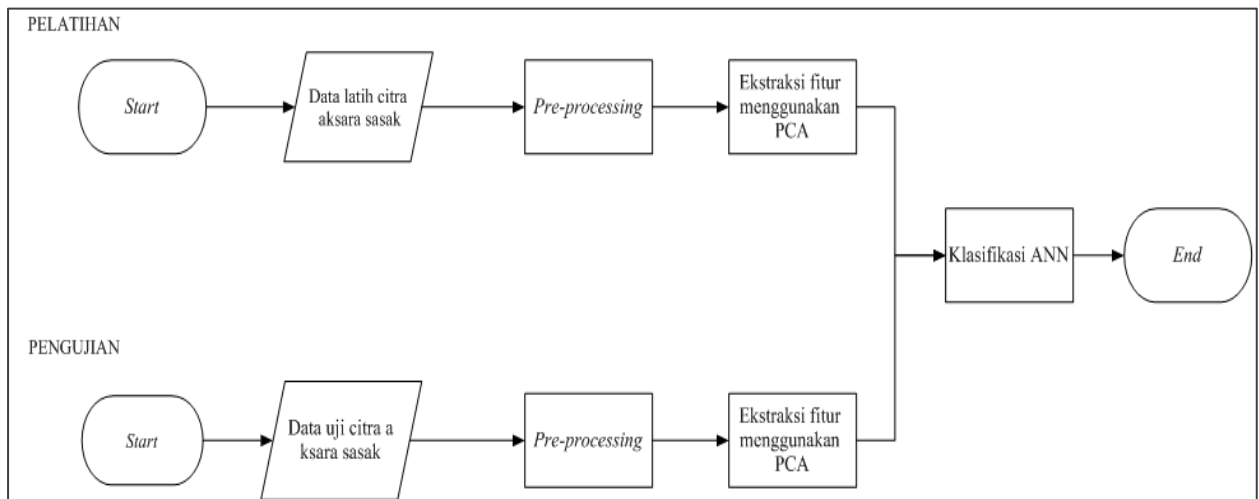 PELATIHAN
Start
Data latih citra
aksara sasak
Pre-processing
Ekstraksi fitur
menggunakan
PCA
Klasifikasi ANN
End
PENGUJIAN
Start
Data uji citra a
ksara sasak
Pre-processing
Ekstraksi fitur
menggunakan
PCA